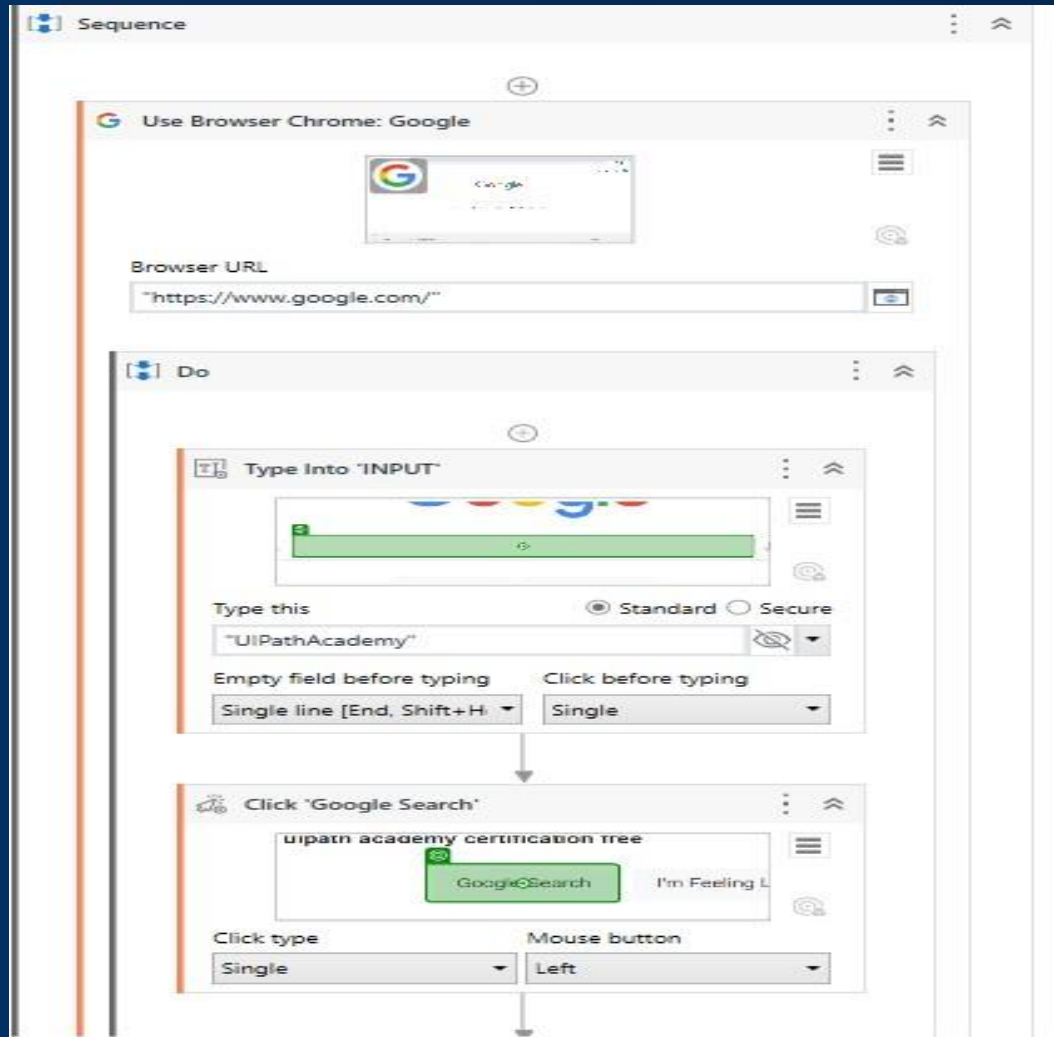 Sequence
Use Browser Chrome: Google
Google
Browser URL
"https://www.google.com/"
Do
Type Into 'INPUT'
Google
Type this
Standard Secure
"UIPathAcademy"
Empty field before typing Click before typing
Single line [End, Shift+H Single
Click 'Google Search'
uipath academy certification free
Google Search I'm Feeling L
Click type Mouse button
Single Left